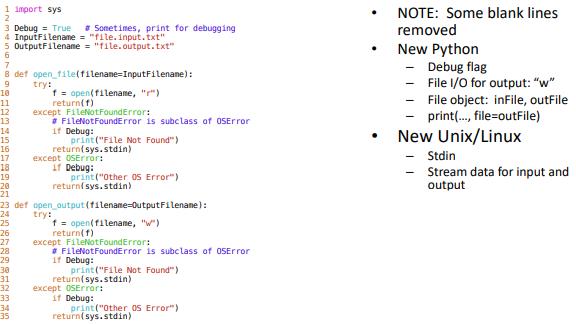 1 import sys
2
3 Debug = True # Sometimes, print for debugging
4 InputFilename = "file.input.txt"
5 OutputFilename = "file.output.txt"
6
7
8 def open_file(filename=InputFilename):
9 try:
10 f = open(filename, "r")
11 return(f)
12 except FileNotFoundError:
13 # FileNotFoundError is subclass of OSError
14 if Debug:
15 print("File Not Found")
16 return(sys.stdin)
17 except OSError:
18 if Debug:
19 print("Other OS Error")
20 return(sys.stdin)
21
23 def open_output(filename=OutputFilename):
24 try:
25 f = open(filename, "w")
26 return(f)
27 except FileNotFoundError:
28 # FileNotFoundError is subclass of OSError
29 if Debug:
30 print("File Not Found")
31 return(sys.stdin)
32 except OSError:
33 if Debug:
34 print("Other OS Error")
35 return(sys.stdin)
• NOTE: Some blank lines
removed
• New Python
– Debug flag
– File I/O for output: “w”
– File object: inFile, outFile
– print(…, file=outFile)
• New Unix/Linux
– Stdin
– Stream data for input and
output